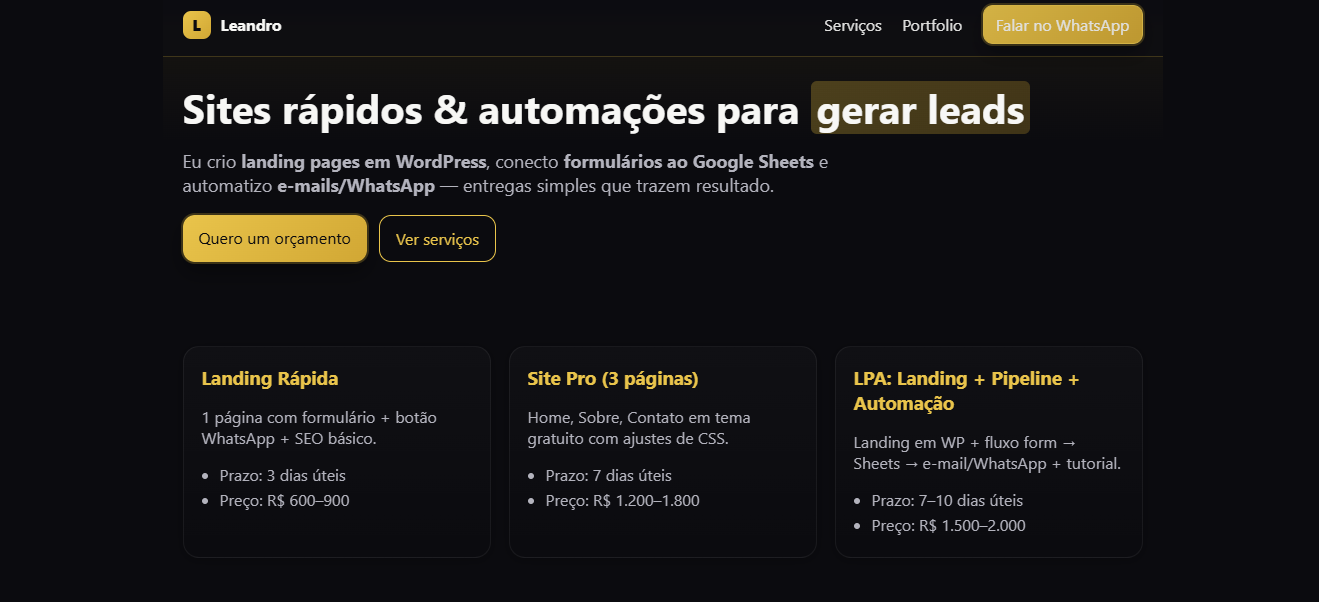 L Leandro Serviços Portfolio Falar no WhatsApp
Sites rápidos & automações para gerar leads
Eu crio landing pages em WordPress, conecto formulários ao Google Sheets e
automatizo e-mails/WhatsApp — entregas simples que trazem resultado.
Quero um orçamento Ver serviços
Landing Rápida
1 página com formulário + botão
WhatsApp + SEO básico.
• Prazo: 3 dias úteis
• Preço: R$ 600–900
Site Pro (3 páginas)
Home, Sobre, Contato em tema
gratuito com ajustes de CSS.
• Prazo: 7 dias úteis
• Preço: R$ 1.200–1.800
LPA: Landing + Pipeline +
Automação
Landing em WP + fluxo form →
Sheets → e-mail/WhatsApp + tutorial.
• Prazo: 7–10 dias úteis
• Preço: R$ 1.500–2.000